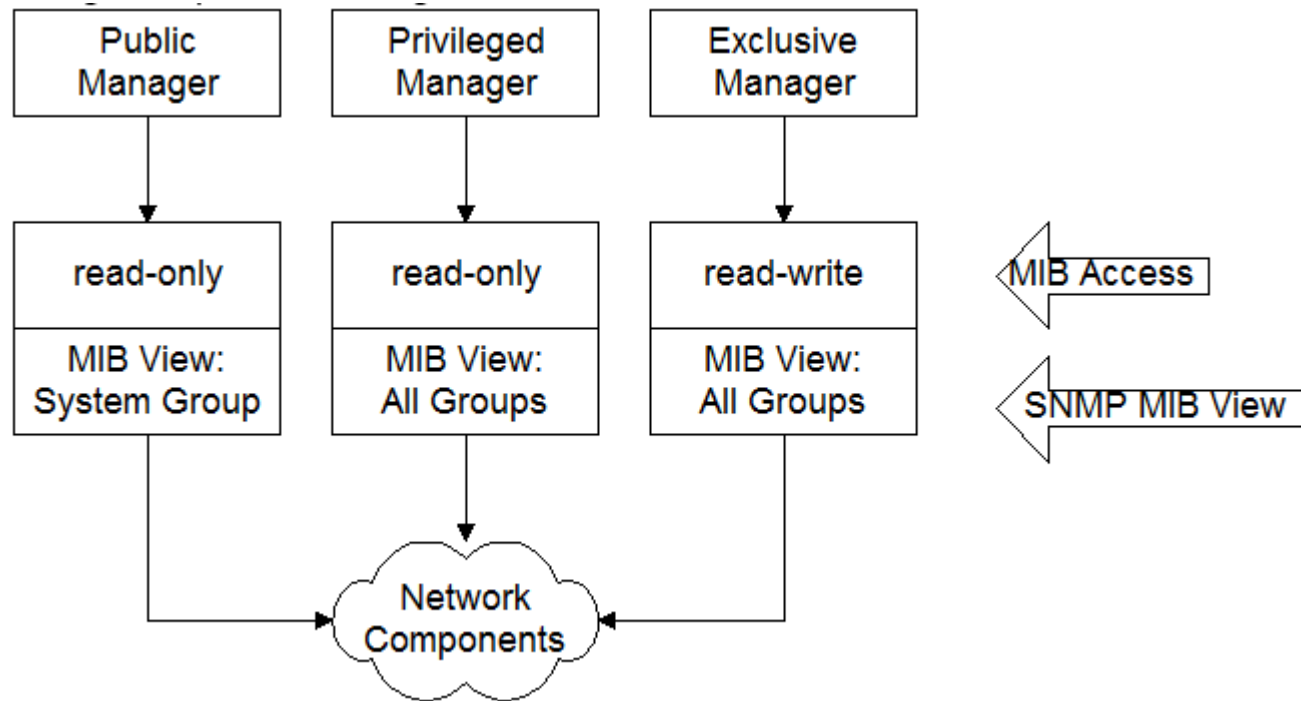 Public
Manager
Privileged
Manager
Exclusive
Manager
read-only
read-only
read-write
MIB Access
MIB View:
System Group
MIB View:
All Groups
MIB View:
All Groups
SNMP MIB View
Network
Components